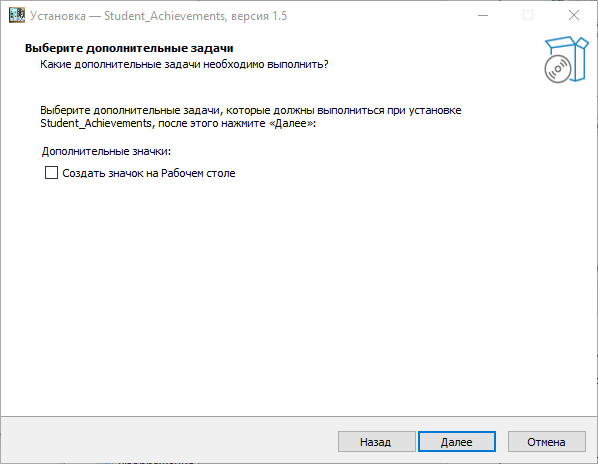 Установка — Student_Achievements, версия 1.5
Выберите дополнительные задачи
Какие дополнительные задачи необходимо выполнить?
Выберите дополнительные задачи, которые должны выполниться при установке
Student_Achievements, после этого нажмите «Далее»:
Дополнительные значки:
Создать значок на Рабочем столе
Назад
Далее
Отмена